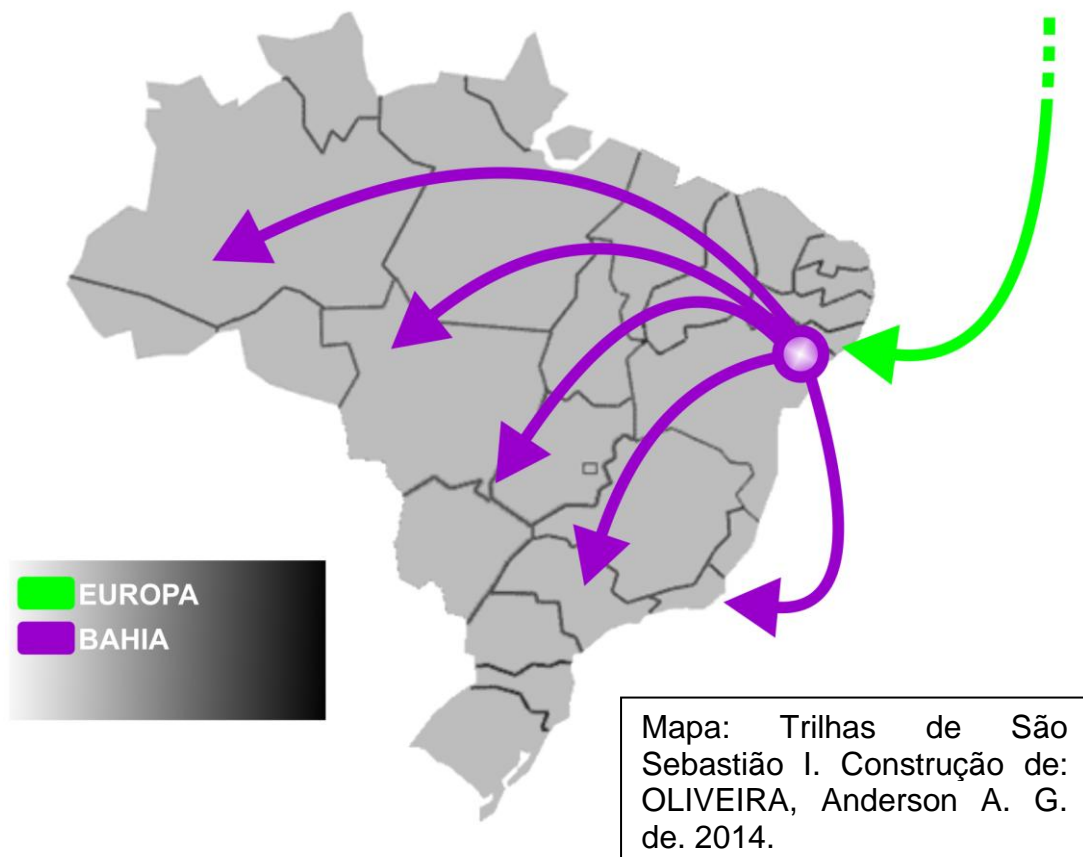 EUROPA
BAHIA
Mapa: Trilhas de São
Sebastião I. Construção de:
OLIVEIRA, Anderson A. G.
de. 2014.